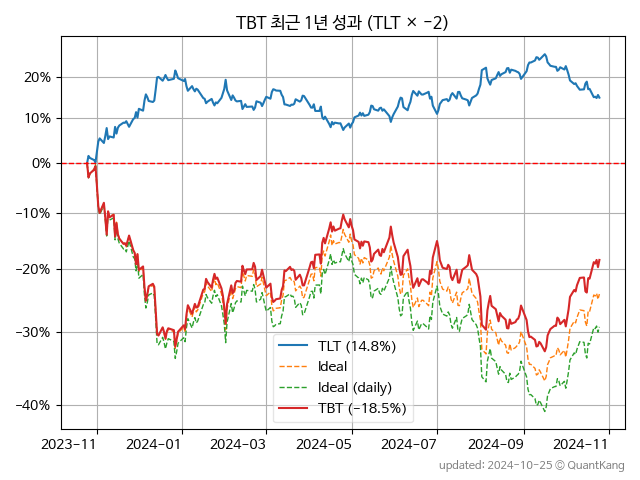 TBT 최근 1년 성과 (TLT × −2)
20%
10%
0%
−10%
−20%
−30%
−40%
TLT (14.8%)
Ideal
Ideal (daily)
TBT (−18.5%)
2023−11
2024−01
2024−03
2024−05
2024−07
2024−09
2024−11
updated: 2024-10-25 © QuantKang